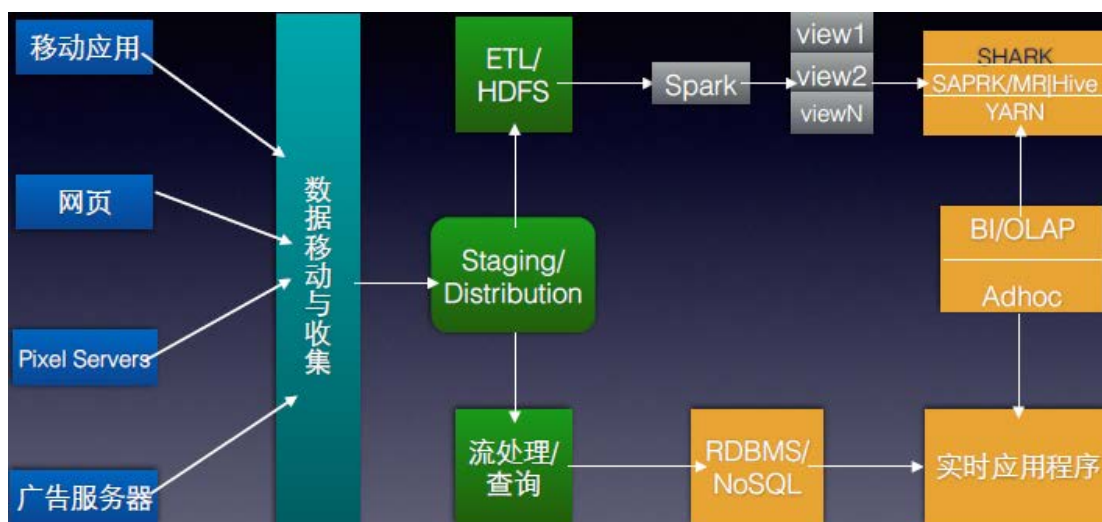 移动应用
网页
Pixel Servers
广告服务器
数据移动与收集
ETL/
HDFS
Staging/
Distribution
流处理/
查询
Spark
view1
view2
viewN
RDBMS/
NoSQL
SHARK
SAPRK/MR|Hive
YARN
BI/OLAP
Adhoc
实时应用程序